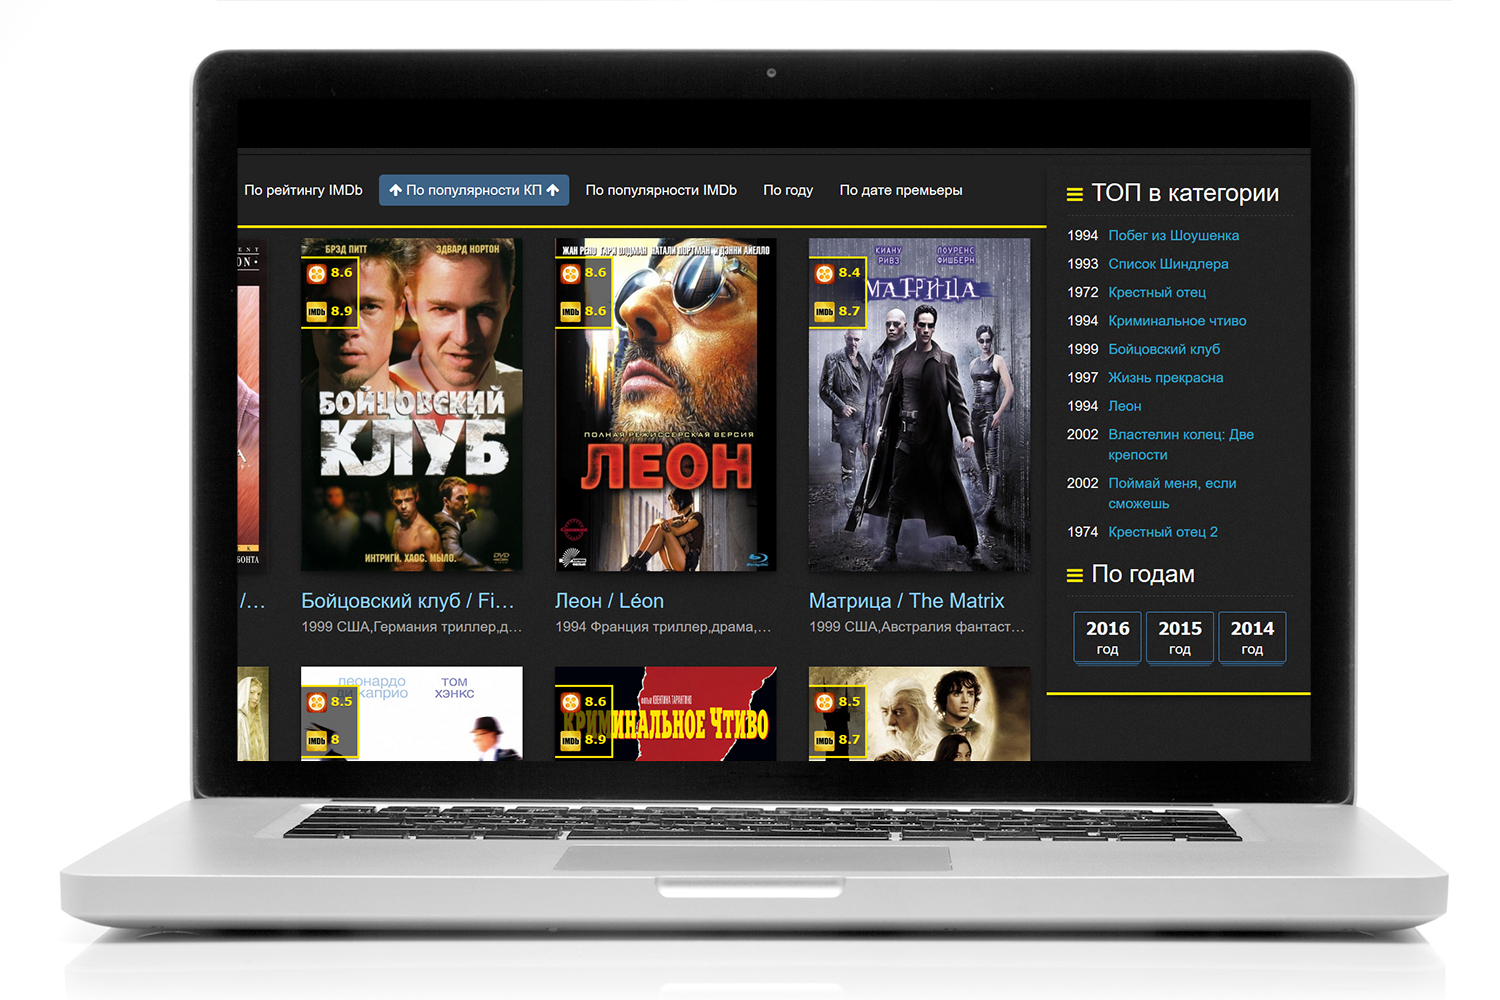 По рейтингу IMDb
По популярности КП
По популярности IMDb
По году
По дате премьеры
БРЭД ПИТТ
ЭДВАРД НОРТОН
8.6
IMDb 8.9
БОЙЦОВСКИЙ
КЛУБ
ИНТРИГИ. ХАОС. МЫЛО.
DVD
Бойцовский клуб / Fi...
1999 США,Германия триллер,д...
ЖАН РЕНО ГАРИ ОЛДМАН НАТАЛИ ПОРТМАН и ДЭННИ АЙЕЛЛО
8.6
IMDb 8.6
ПОЛНАЯ РЕЖИССЕРСКАЯ ВЕРСИЯ
ЛЕОН
Леон / Léon
1994 Франция триллер,драма,...
КИАНУ
РИВЗ
ЛОУРЕНС
ФИШБЕРН
8.4
МАТРИЦА
IMDb 8.7
Матрица / The Matrix
1999 США,Австралия фантаст...
/...
леонардо
ди каприо
ТОМ
ХЭНКС
8.5
IMDb 8
8.6
КРИМИНАЛЬНОЕ ЧТИВО
IMDb 8.9
8.5
IMDb 8.7
ТОП в категории
1994 Побег из Шоушенка
1993 Список Шиндлера
1972 Крестный отец
1994 Криминальное чтиво
1999 Бойцовский клуб
1997 Жизнь прекрасна
1994 Леон
2002 Властелин колец: Две
крепости
2002 Поймай меня, если
сможешь
1974 Крестный отец 2
По годам
2016
год
2015
год
2014
год